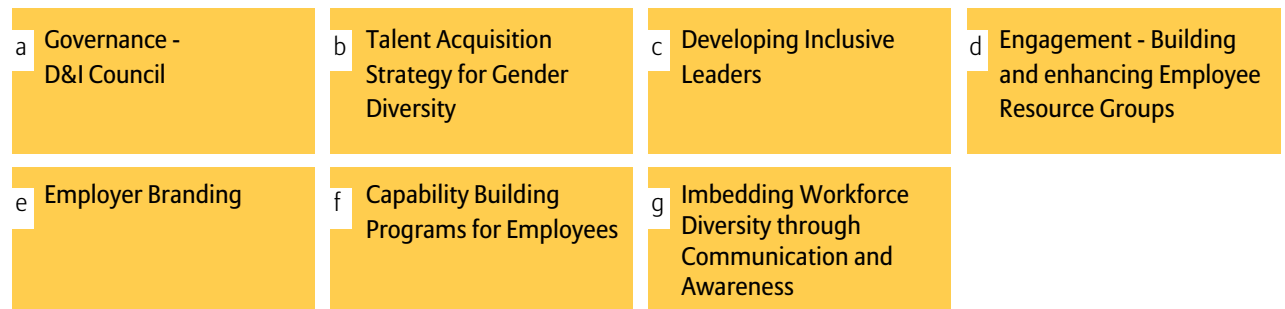 a
Governance -
D&I Council
b
Talent Acquisition
Strategy for Gender
Diversity
c
Developing Inclusive
Leaders
d
Engagement - Building
and enhancing Employee
Resource Groups
e
Employer Branding
f
Capability Building
Programs for Employees
g
Imbedding Workforce
Diversity through
Communication and
Awareness